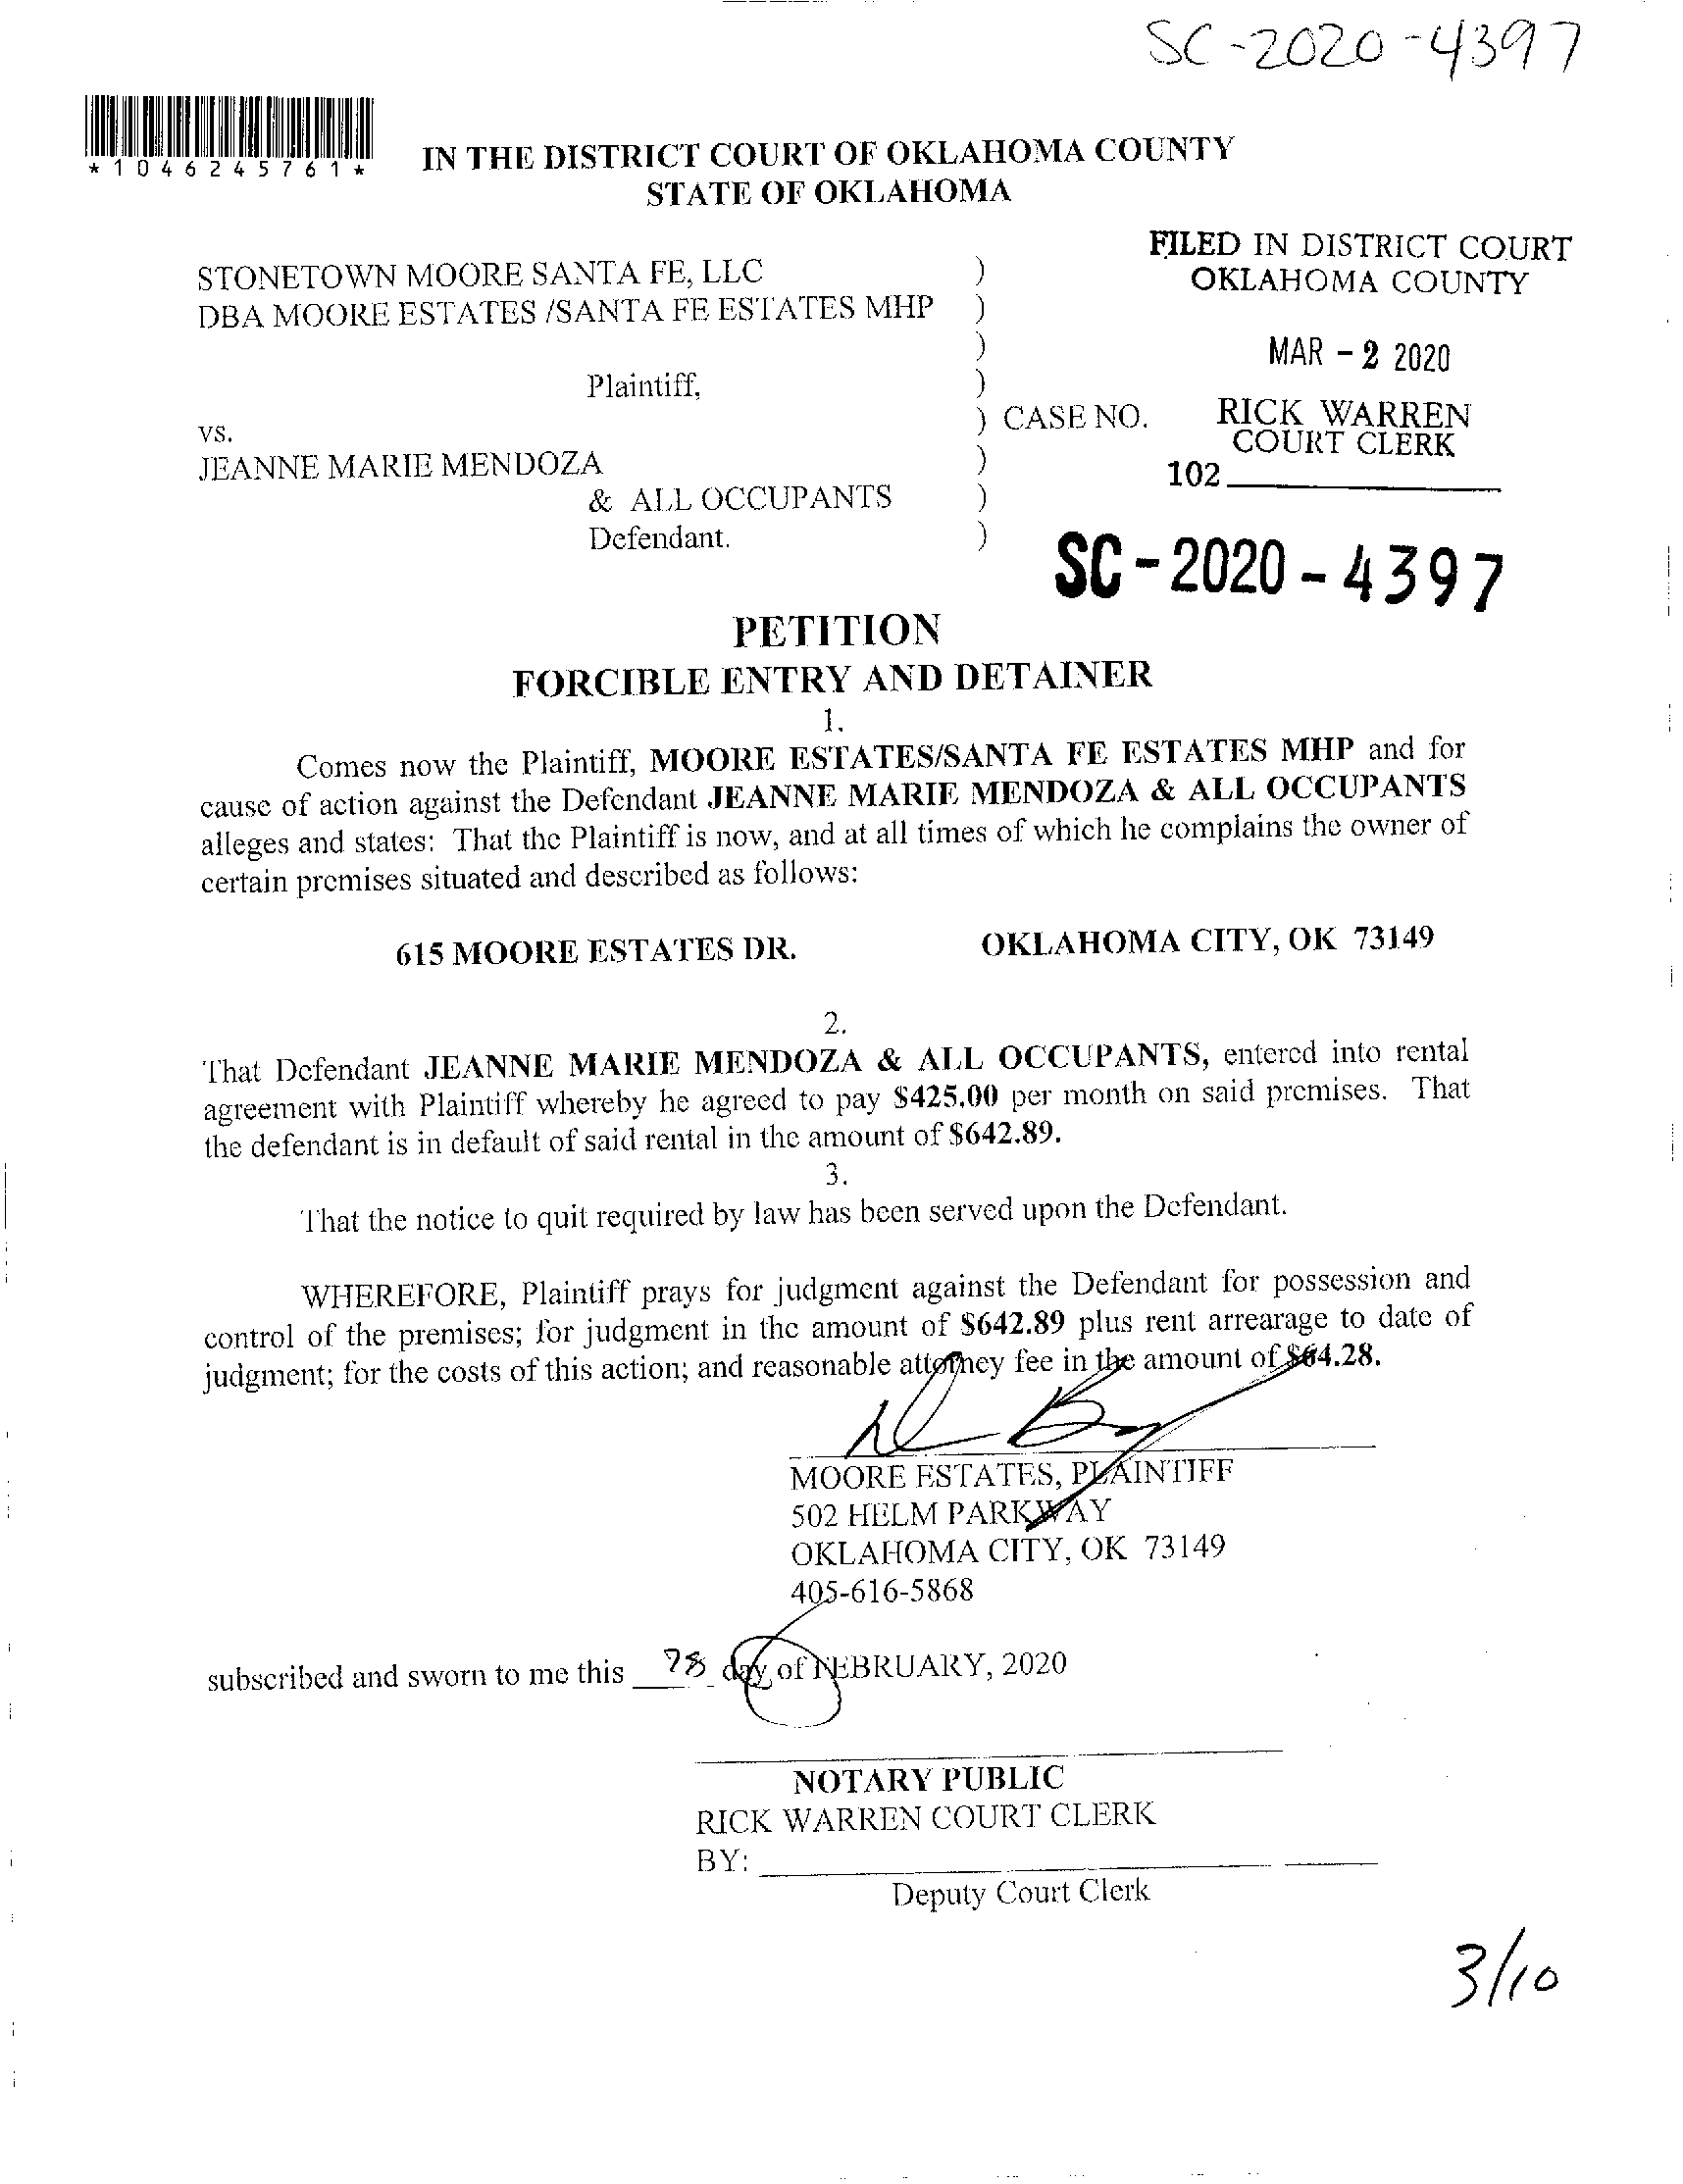 SC-2020-4397
*1046245761*
IN THE DISTRICT COURT OF OKLAHOMA COUNTY
STATE OF OKLAHOMA
FILED IN DISTRICT COURT
OKLAHOMA COUNTY
STONETOWN MOORE SANTA FE, LLC )
DBA MOORE ESTATES /SANTA FE ESTATES MHP )
)
MAR - 2 2020
Plaintiff, )
) CASE NO. RICK WARREN
vs.
COURT CLERK
JEANNE MARIE MENDOZA )
102
& ALL OCCUPANTS )
Defendant. )
SC-2020-4397
PETITION
FORCIBLE ENTRY AND DETAINER
1.
Comes now the Plaintiff, MOORE ESTATES/SANTA FE ESTATES MHP and for
cause of action against the Defendant JEANNE MARIE MENDOZA & ALL OCCUPANTS
alleges and states: That the Plaintiff is now, and at all times of which he complains the owner of
certain premises situated and described as follows:
615 MOORE ESTATES DR. OKLAHOMA CITY, OK 73149
2.
That Defendant JEANNE MARIE MENDOZA & ALL OCCUPANTS, entered into rental
agreement with Plaintiff whereby he agreed to pay $425.00 per month on said premises. That
the defendant is in default of said rental in the amount of $642.89.
3.
That the notice to quit required by law has been served upon the Defendant.
WHEREFORE, Plaintiff prays for judgment against the Defendant for possession and
control of the premises; for judgment in the amount of $642.89 plus rent arrearage to date of
judgment; for the costs of this action; and reasonable attorney fee in the amount of $64.28.
MOORE ESTATES, PLAINTIFF
502 HELM PARKWAY
OKLAHOMA CITY, OK 73149
405-616-5868
subscribed and sworn to me this 28 day of FEBRUARY, 2020
NOTARY PUBLIC
RICK WARREN COURT CLERK
BY:
Deputy Court Clerk
3/10